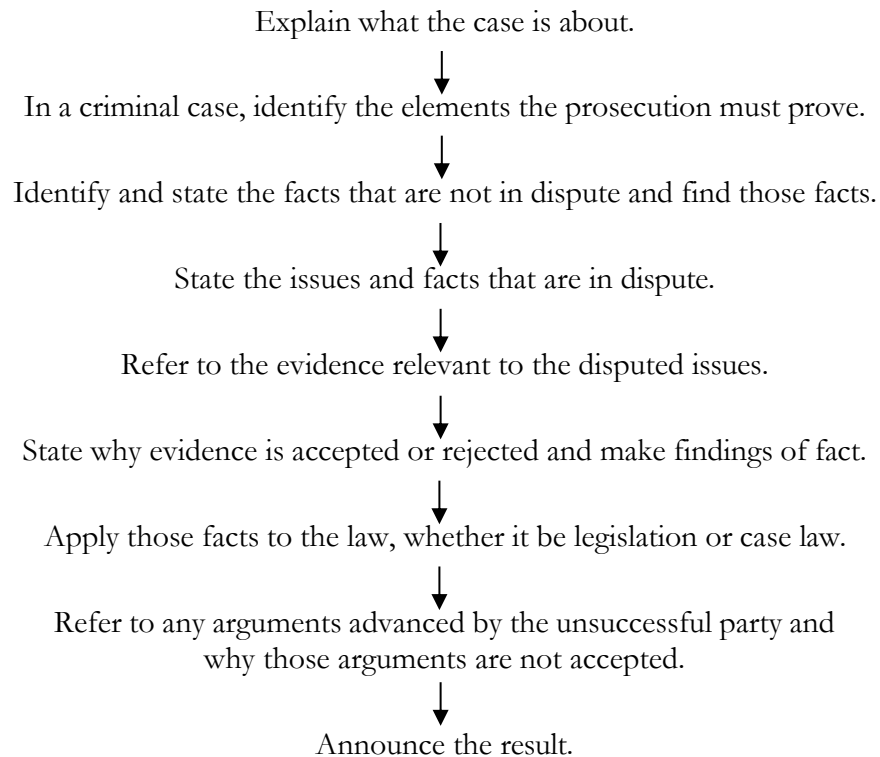 Explain what the case is about.
In a criminal case, identify the elements the prosecution must prove.
Identify and state the facts that are not in dispute and find those facts.
State the issues and facts that are in dispute.
Refer to the evidence relevant to the disputed issues.
State why evidence is accepted or rejected and make findings of fact.
Apply those facts to the law, whether it be legislation or case law.
Refer to any arguments advanced by the unsuccessful party and
why those arguments are not accepted.
Announce the result.